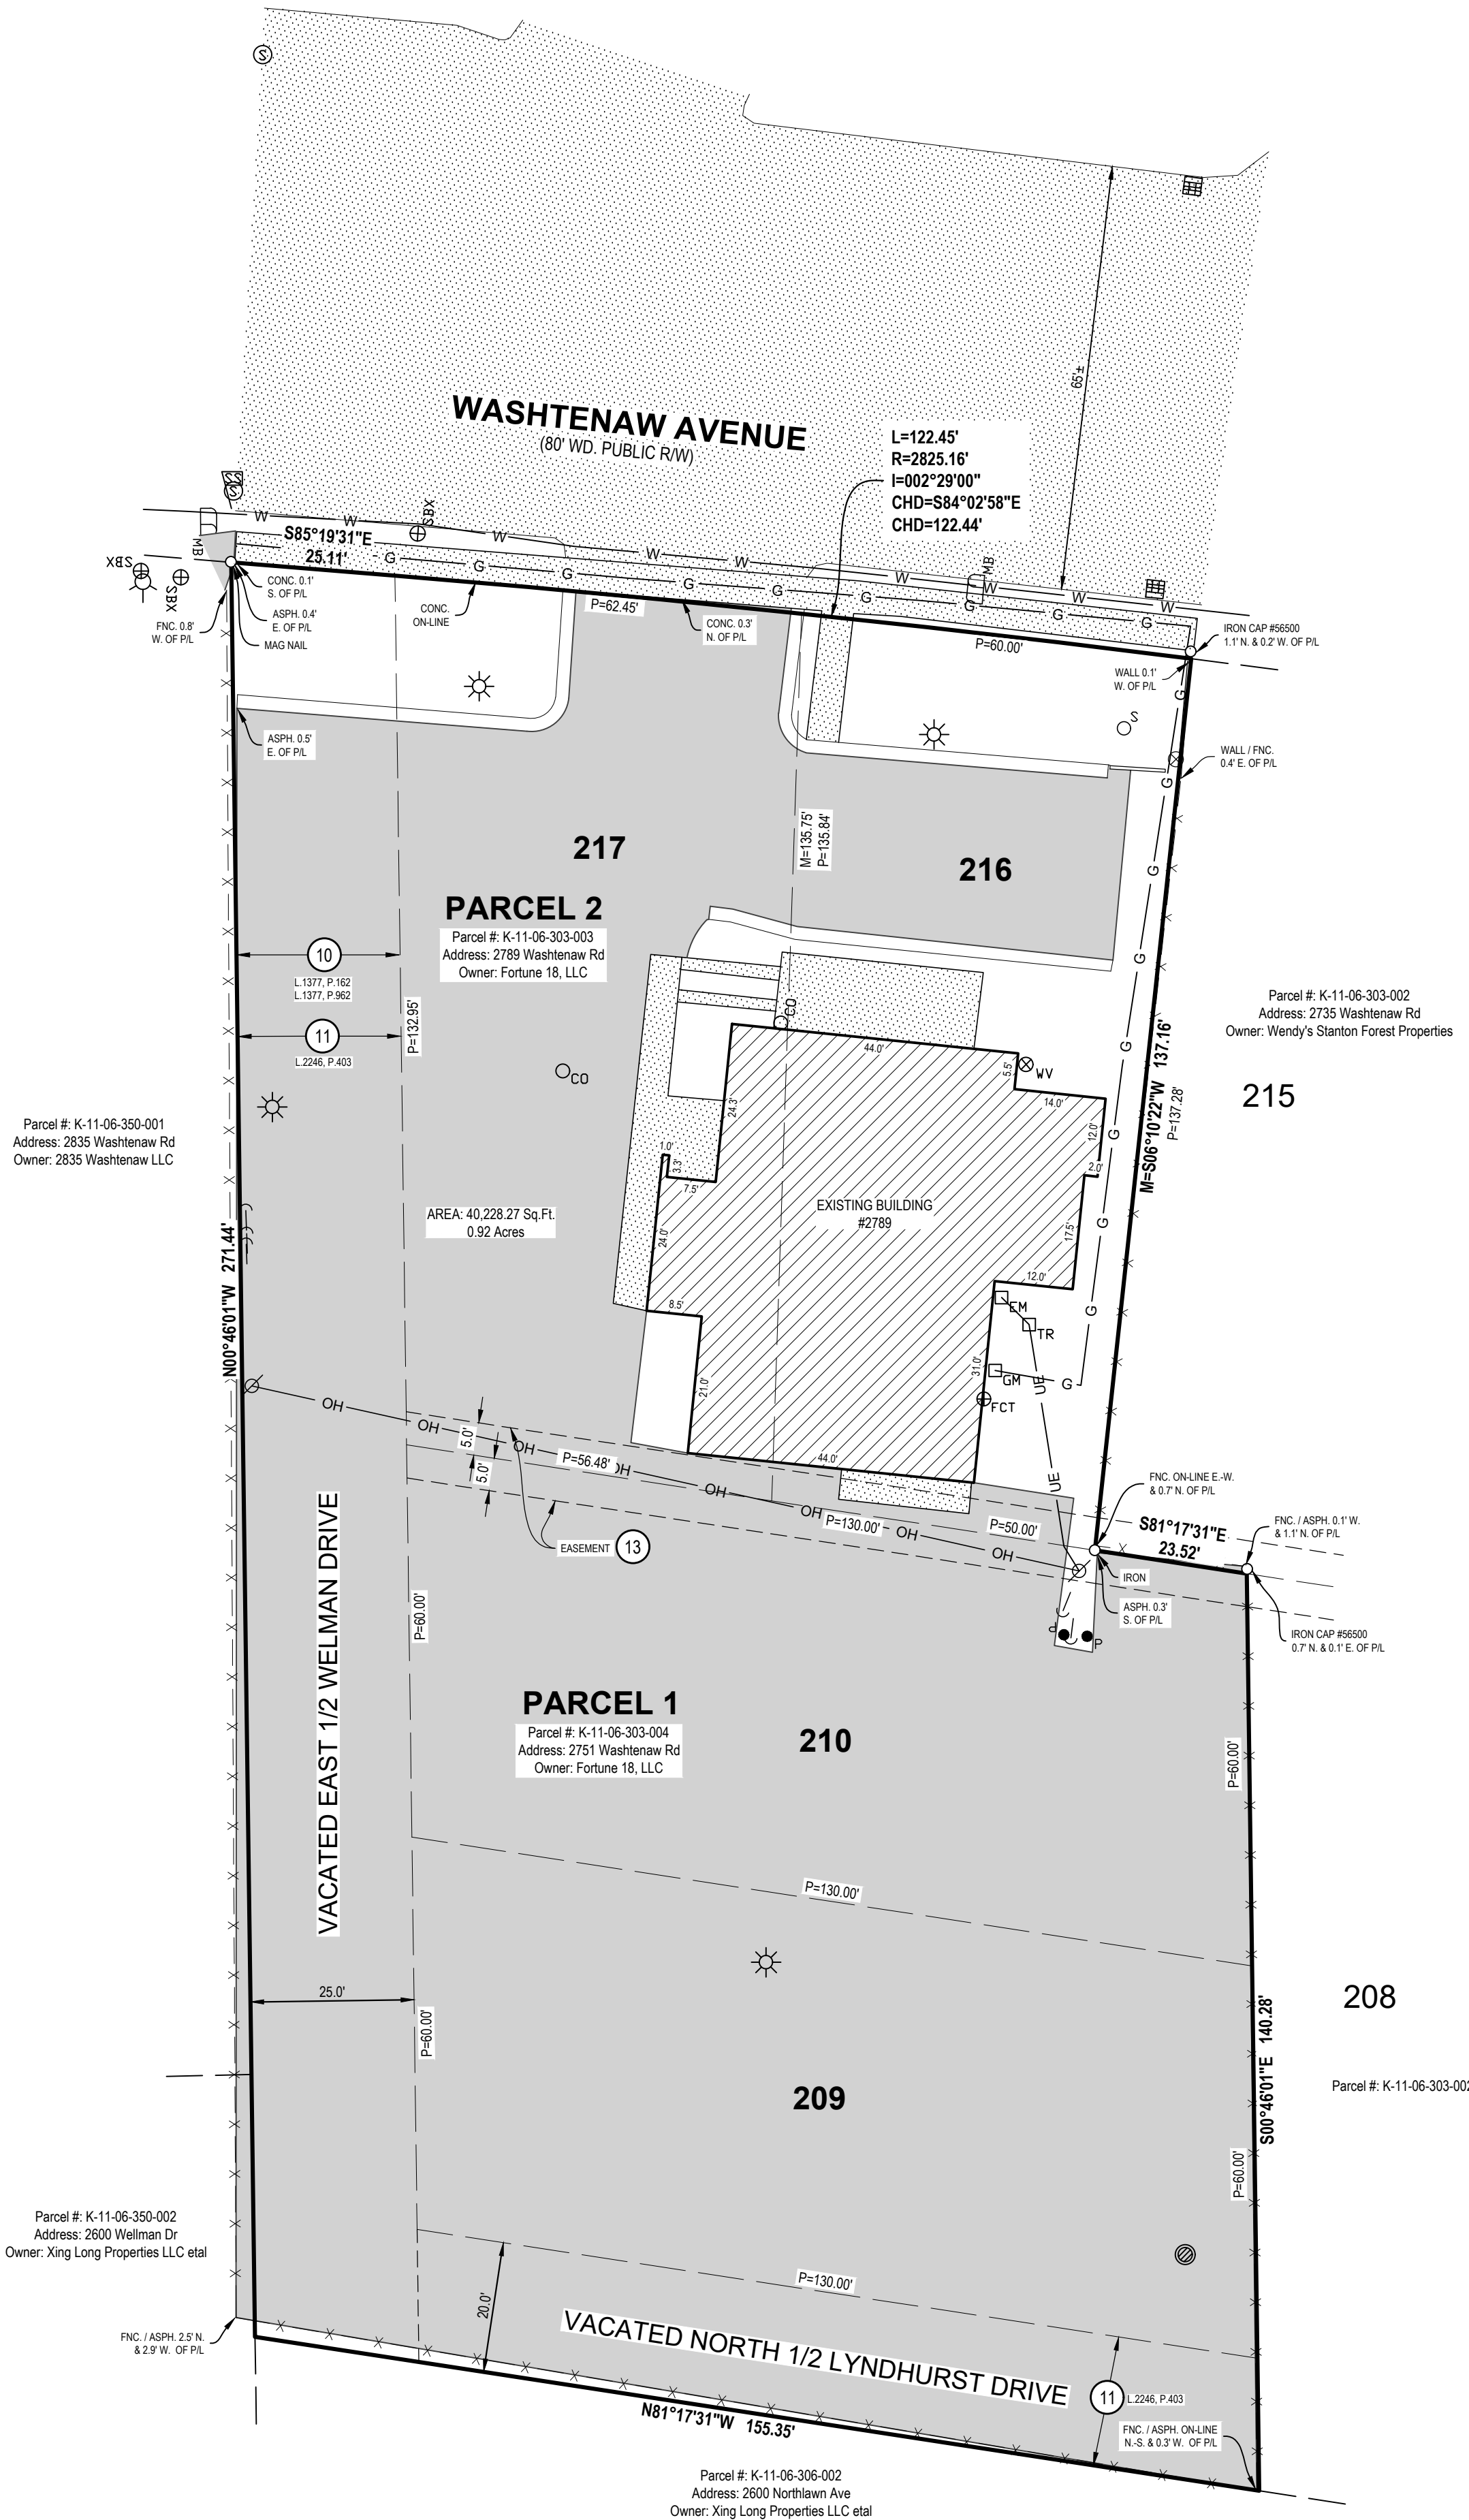 S
WASHTENAW AVENUE
(80' WD. PUBLIC R/W)
65'±
L=122.45'
R=2825.16'
I=002°29'00"
CHD=S84°02'58"E
CHD=122.44'
SS
S
MB
SBX
SBX
SBX
MB
W
W
W
W
W
W
W
W
W
S85°19'31"E
25.11'
G
G
G
G
G
G
G
G
G
CONC. 0.1'
S. OF P/L
ASPH. 0.4'
E. OF P/L
MAG NAIL
FNC. 0.8'
W. OF P/L
CONC.
ON-LINE
P=62.45'
CONC. 0.3'
N. OF P/L
P=60.00'
IRON CAP #56500
1.1' N. & 0.2' W. OF P/L
WALL 0.1'
W. OF P/L
S
ASPH. 0.5'
E. OF P/L
WALL / FNC.
0.4' E. OF P/L
G
G
G
G
G
G
G
G
G
M=135.75'
P=135.84'
217
216
PARCEL 2
Parcel #: K-11-06-303-003
Address: 2789 Washtenaw Rd
Owner: Fortune 18, LLC
10
L.1377, P.162
L.1377, P.962
11
L.2246, P.403
P=132.95'
Parcel #: K-11-06-303-002
Address: 2735 Washtenaw Rd
Owner: Wendy's Stanton Forest Properties
215
M=S06°10'22"W 137.16'
P=137.28'
Parcel #: K-11-06-350-001
Address: 2835 Washtenaw Rd
Owner: 2835 Washtenaw LLC
CO
CO
WV
44.0'
5.5'
14.0'
12.0'
2.0'
17.5'
12.0'
31.0'
44.0'
21.0'
8.5'
24.0'
1.0'
3.3'
7.5'
24.3'
EXISTING BUILDING
#2789
AREA: 40,228.27 Sq.Ft.
0.92 Acres
N00°46'01"W 271.44'
EM
TR
GM
G
FCT
UE
UE
OH
OH
OH
OH
OH
OH
OH
OH
5.0'
5.0'
P=56.48'
P=130.00'
P=50.00'
EASEMENT
13
FNC. ON-LINE E.-W.
& 0.7' N. OF P/L
S81°17'31"E
23.52'
FNC. / ASPH. 0.1' W.
& 1.1' N. OF P/L
IRON
ASPH. 0.3'
S. OF P/L
IRON CAP #56500
0.7' N. & 0.1' E. OF P/L
P
P
VACATED EAST 1/2 WELMAN DRIVE
P=60.00'
PARCEL 1
Parcel #: K-11-06-303-004
Address: 2751 Washtenaw Rd
Owner: Fortune 18, LLC
210
P=60.00'
P=130.00'
25.0'
P=60.00'
209
208
S00°46'01"E 140.28'
Parcel #: K-11-06-303-002
P=60.00'
Parcel #: K-11-06-350-002
Address: 2600 Wellman Dr
Owner: Xing Long Properties LLC etal
P=130.00'
20.0'
VACATED NORTH 1/2 LYNDHURST DRIVE
FNC. / ASPH. 2.5' N.
& 2.9' W. OF P/L
11
L.2246, P.403
N81°17'31"W 155.35'
FNC. / ASPH. ON-LINE
N.-S. & 0.3' W. OF P/L
Parcel #: K-11-06-306-002
Address: 2600 Northlawn Ave
Owner: Xing Long Properties LLC etal